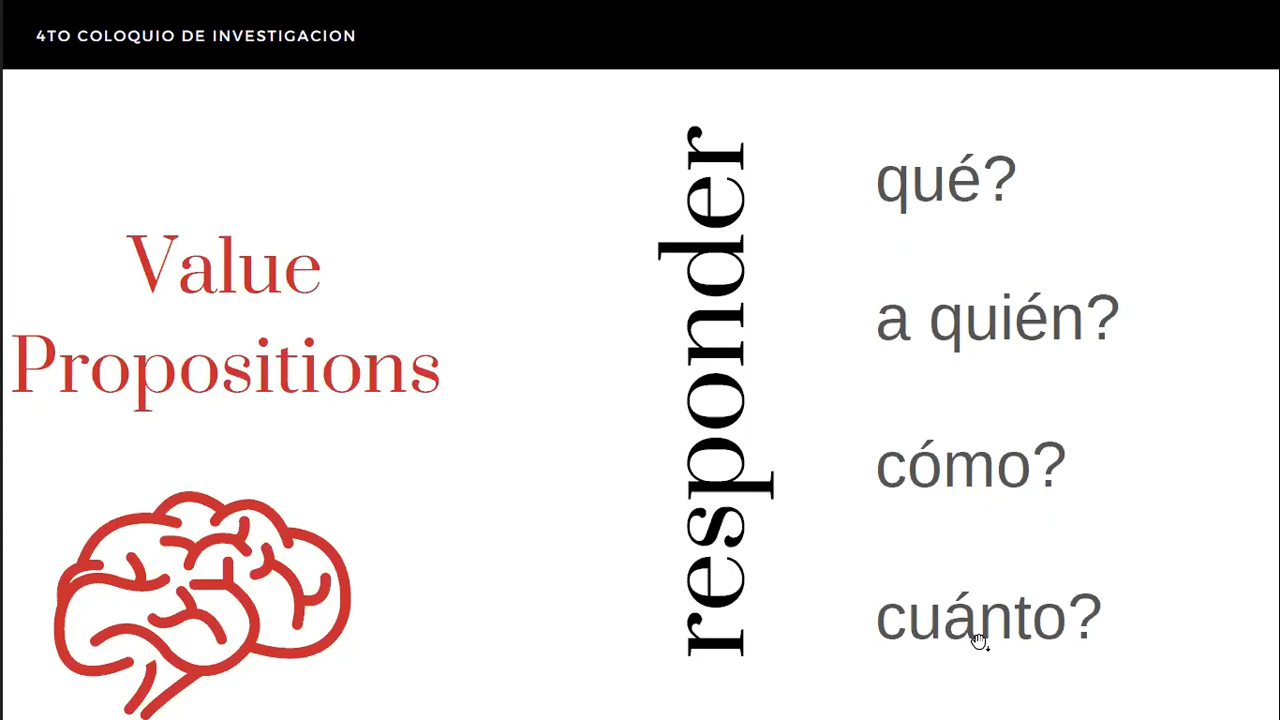 4TO COLOQUIO DE INVESTIGACION
Value
Propositions
responder
qué?
a quién?
cómo?
cuánto?